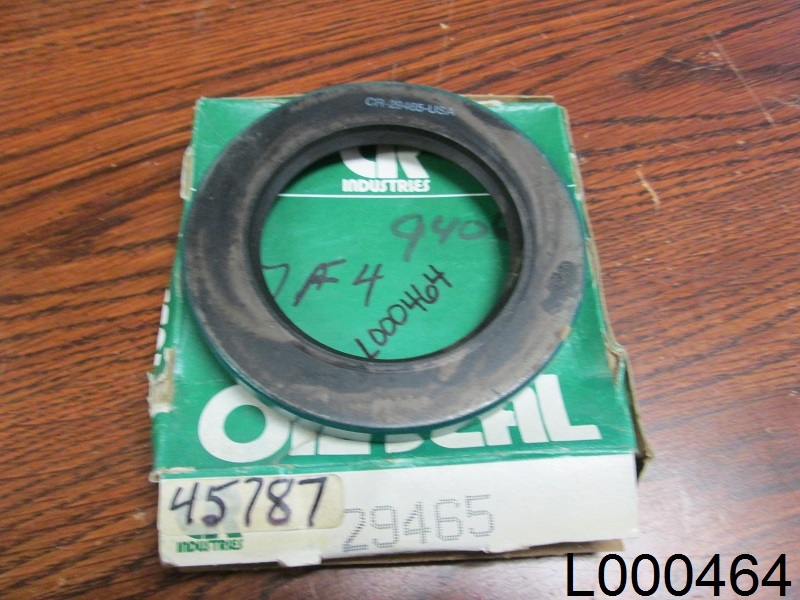 CR-29465-USA
CR
INDUSTRIES
940
7 A F 4
L000464
OIL SEAL
45787
29465
INDUSTRIES
L000464